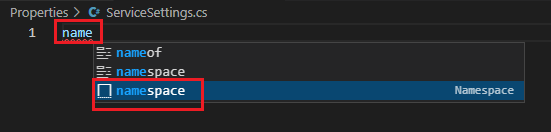 Properties > C# ServiceSettings.cs
1 name
nameof
namespace
namespace Namespace